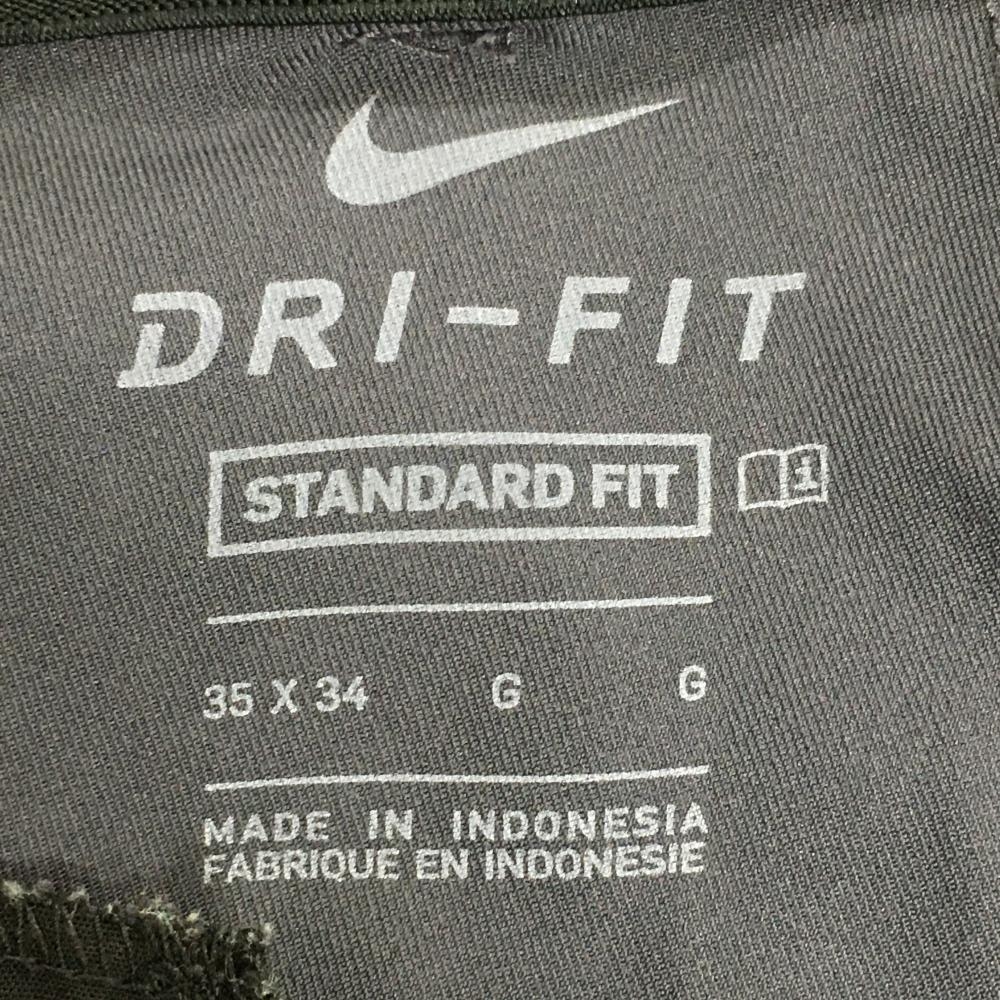 DRI-FIT
STANDARD FIT i
35 X 34 G G
MADE IN INDONESIA
FABRIQUE EN INDONESIE